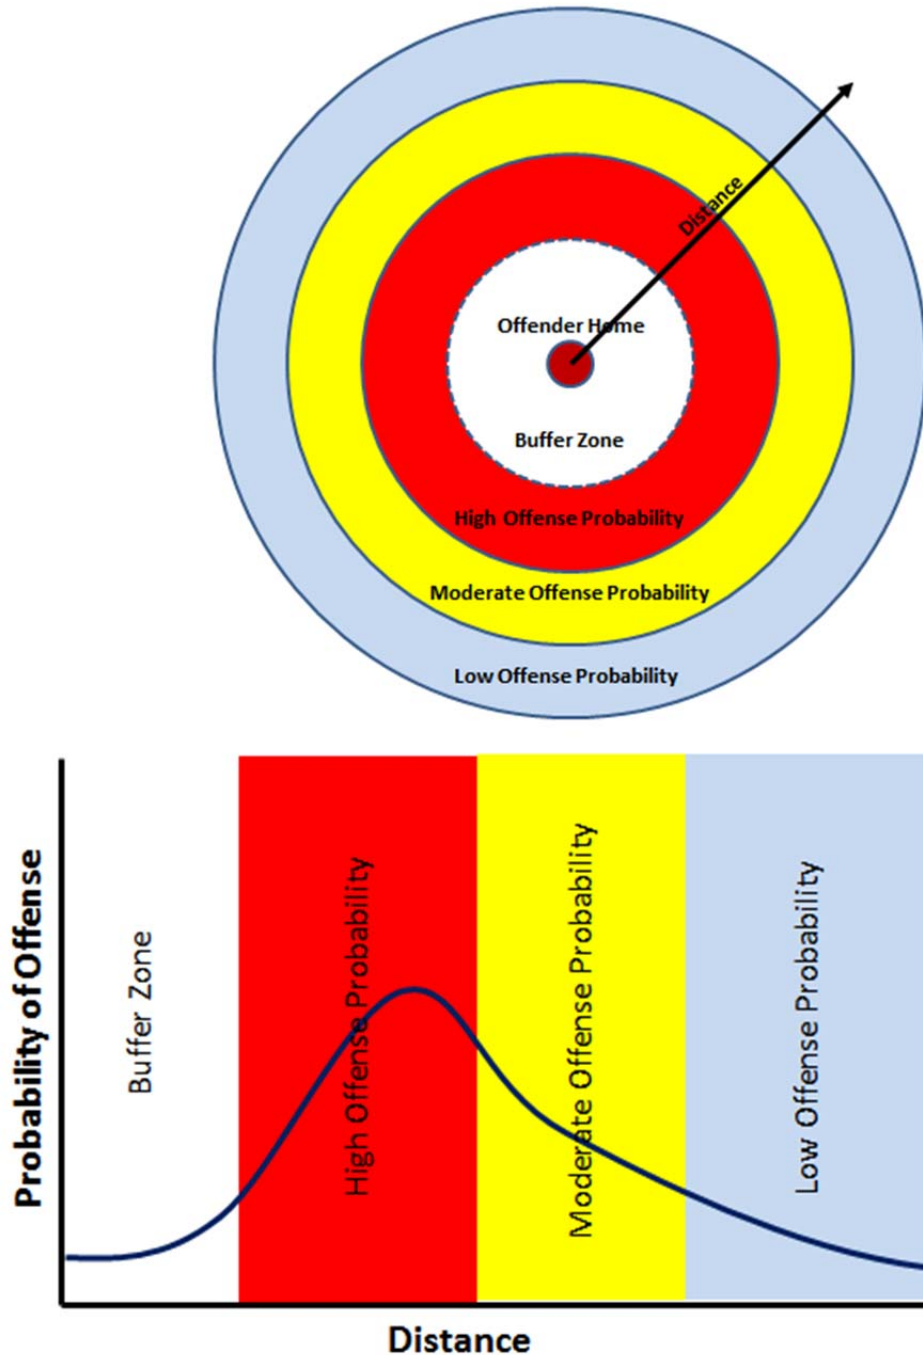 Distance
Offender Home
Buffer Zone
High Offense Probability
Moderate Offense Probability
Low Offense Probability
Probability of Offense
Buffer Zone
High Offense Probability
Moderate Offense Probability
Low Offense Probability
Distance